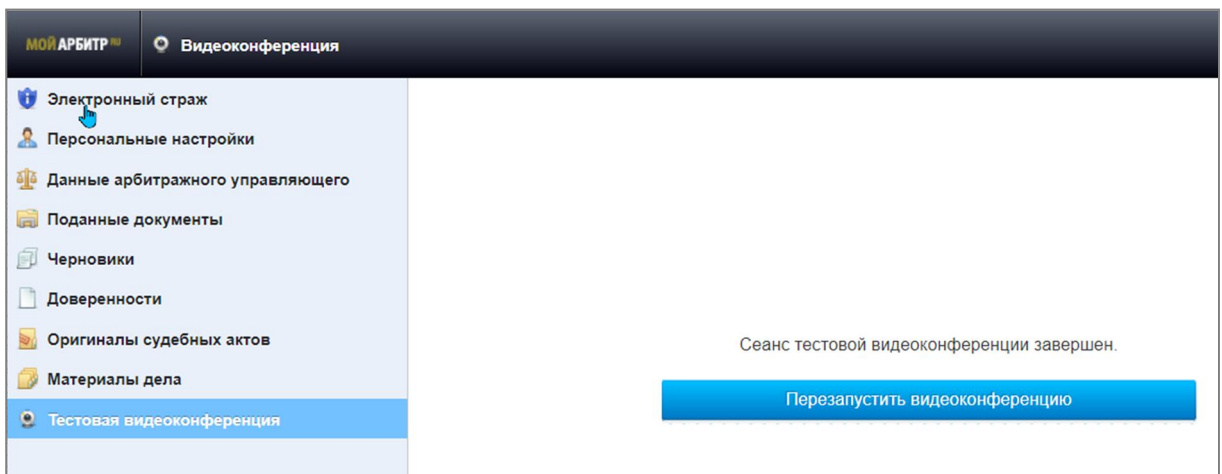 МОЙ АРБИТР RU
Видеоконференция
Электронный страж
Персональные настройки
Данные арбитражного управляющего
Поданные документы
Черновики
Доверенности
Оригиналы судебных актов
Материалы дела
Тестовая видеоконференция
Сеанс тестовой видеоконференции завершен.
Перезапустить видеоконференцию